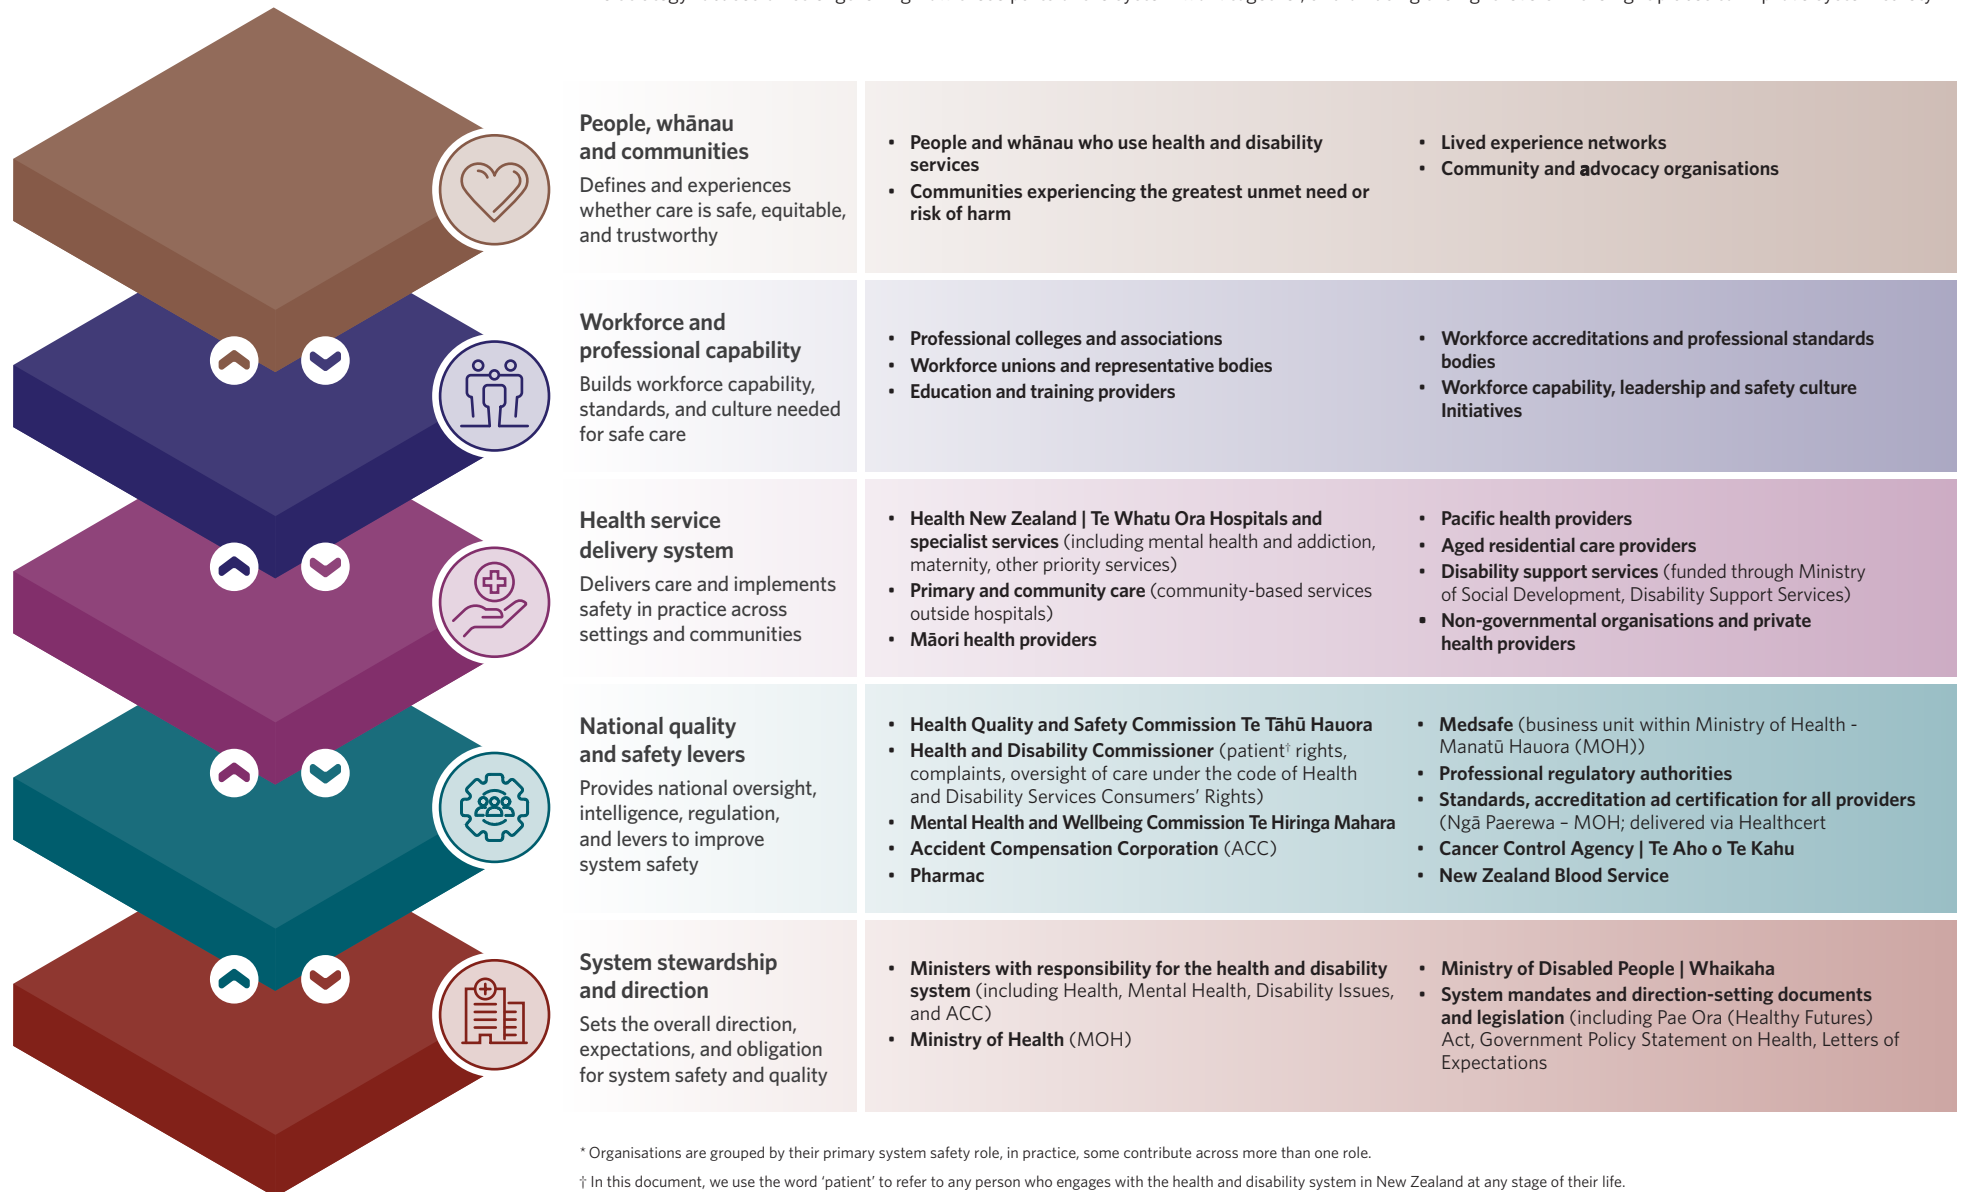 People, whānau
and communities
Defines and experiences
whether care is safe, equitable,
and trustworthy
• People and whānau who use health and disability
services
• Communities experiencing the greatest unmet need or
risk of harm
• Lived experience networks
• Community and advocacy organisations
Workforce and
professional capability
Builds workforce capability,
standards, and culture needed
for safe care
• Professional colleges and associations
• Workforce unions and representative bodies
• Education and training providers
• Workforce accreditations and professional standards
bodies
• Workforce capability, leadership and safety culture
Initiatives
Health service
delivery system
Delivers care and implements
safety in practice across
settings and communities
• Health New Zealand | Te Whatu Ora Hospitals and
specialist services (including mental health and addiction,
maternity, other priority services)
• Primary and community care (community-based services
outside hospitals)
• Māori health providers
• Pacific health providers
• Aged residential care providers
• Disability support services (funded through Ministry
of Social Development, Disability Support Services)
• Non-governmental organisations and private
health providers
National quality
and safety levers
Provides national oversight,
intelligence, regulation,
and levers to improve
system safety
• Health Quality and Safety Commission Te Tāhū Hauora
• Health and Disability Commissioner (patient† rights,
complaints, oversight of care under the code of Health
and Disability Services Consumers’ Rights)
• Mental Health and Wellbeing Commission Te Hiringa Mahara
• Accident Compensation Corporation (ACC)
• Pharmac
• Medsafe (business unit within Ministry of Health -
Manatū Hauora (MOH))
• Professional regulatory authorities
• Standards, accreditation ad certification for all providers
(Ngā Paerewa – MOH; delivered via Healthcert
• Cancer Control Agency | Te Aho o Te Kahu
• New Zealand Blood Service
System stewardship
and direction
Sets the overall direction,
expectations, and obligation
for system safety and quality
• Ministers with responsibility for the health and disability
system (including Health, Mental Health, Disability Issues,
and ACC)
• Ministry of Health (MOH)
• Ministry of Disabled People | Whaikaha
• System mandates and direction-setting documents
and legislation (including Pae Ora (Healthy Futures)
Act, Government Policy Statement on Health, Letters of
Expectations
* Organisations are grouped by their primary system safety role, in practice, some contribute across more than one role.
† In this document, we use the word ‘patient’ to refer to any person who engages with the health and disability system in New Zealand at any stage of their life.